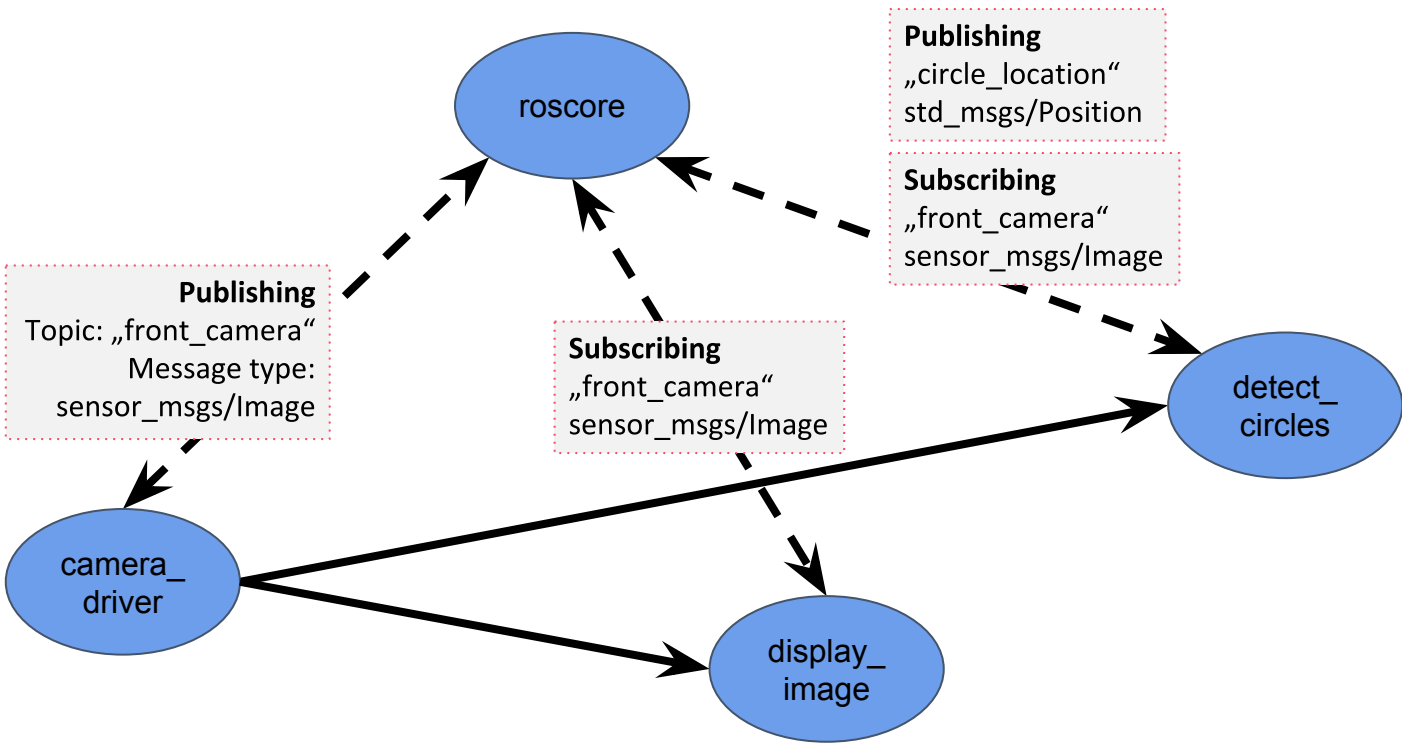 roscore
Publishing
„circle_location“
std_msgs/Position
Subscribing
„front_camera“
sensor_msgs/Image
Publishing
Topic: „front_camera“
Message type:
sensor_msgs/Image
Subscribing
„front_camera“
sensor_msgs/Image
detect_
circles
camera_
driver
display_
image